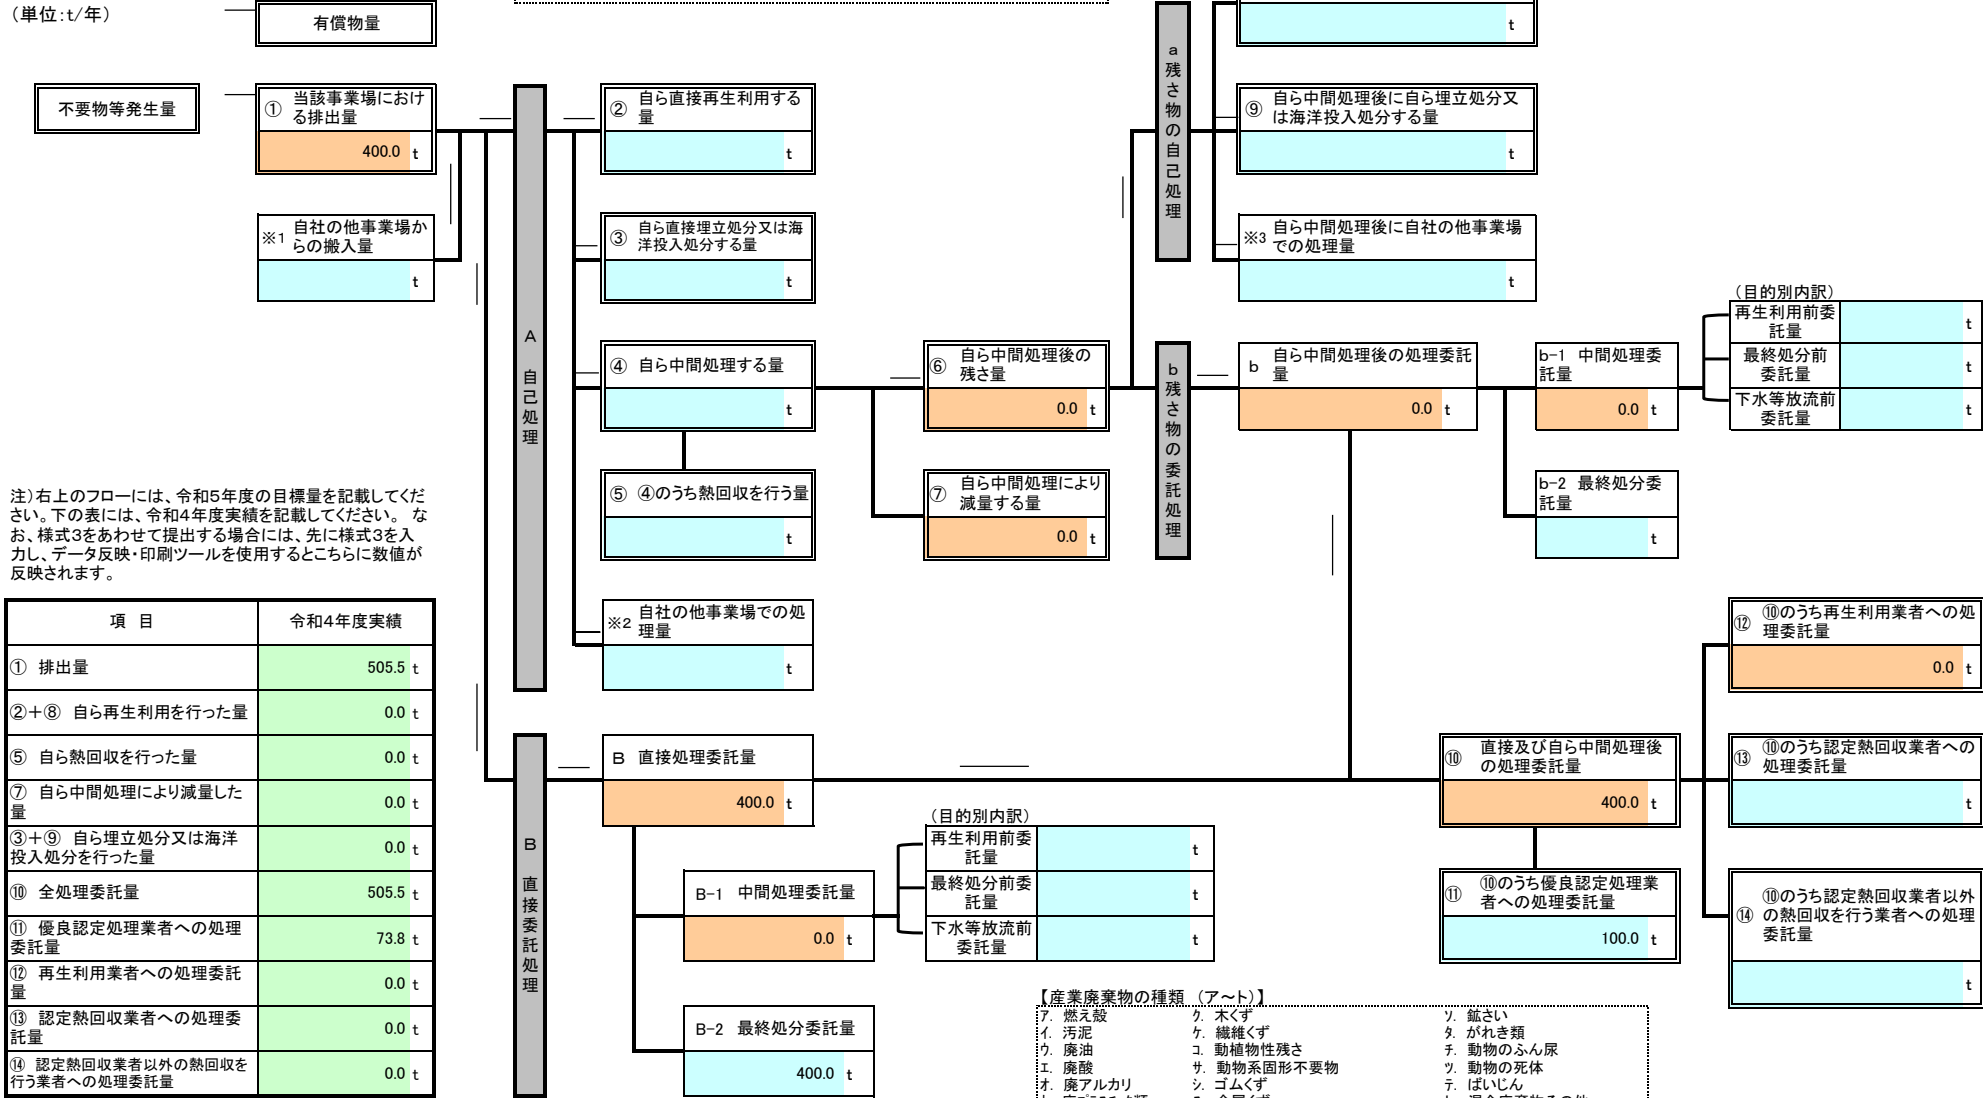 （単位：t/年）
有償物量
t
不要物等発生量
① 当該事業場におけ
る排出量
400.0 t
※1 自社の他事業場か
らの搬入量
t
A 自己処理
② 自ら直接再生利用する
量
t
③ 自ら直接埋立処分又は海
洋投入処分する量
t
④ 自ら中間処理する量
t
⑤ ④のうち熱回収を行う量
t
※2 自社の他事業場での処
理量
t
⑥ 自ら中間処理後の
残さ量
0.0 t
⑦ 自ら中間処理により
減量する量
0.0 t
a 残さ物の自己処理
⑨ 自ら中間処理後に自ら埋立処分又
は海洋投入処分する量
t
※3 自ら中間処理後に自社の他事業場
での処理量
t
b 残さ物の委託処理
b 自ら中間処理後の処理委託
量
0.0 t
b-1 中間処理委
託量
0.0 t
b-2 最終処分委
託量
t
（目的別内訳）
再生利用前委
託量
t
最終処分前
委託量
t
下水等放流前
委託量
t
注）右上のフローには、令和5年度の目標量を記載してくだ
さい。下の表には、令和4年度実績を記載してください。 な
お、様式3をあわせて提出する場合には、先に様式3を入
力し、データ反映・印刷ツールを使用するとこちらに数値が
反映されます。
項 目 令和4年度実績
① 排出量 505.5 t
②＋⑧ 自ら再生利用を行った量 0.0 t
⑤ 自ら熱回収を行った量 0.0 t
⑦ 自ら中間処理により減量した
量 0.0 t
③＋⑨ 自ら埋立処分又は海洋
投入処分を行った量 0.0 t
⑩ 全処理委託量 505.5 t
⑪ 優良認定処理業者への処理
委託量 73.8 t
⑫ 再生利用業者への処理委託
量 0.0 t
⑬ 認定熱回収業者への処理委
託量 0.0 t
⑭ 認定熱回収業者以外の熱回収を
行う業者への処理委託量 0.0 t
B 直接委託処理
B 直接処理委託量
400.0 t
B-1 中間処理委託量
0.0 t
B-2 最終処分委託量
400.0 t
（目的別内訳）
再生利用前委
託量
t
最終処分前委
託量
t
下水等放流前
委託量
t
⑩ 直接及び自ら中間処理後
の処理委託量
400.0 t
⑪ ⑩のうち優良認定処理業
者への処理委託量
100.0 t
⑫ ⑩のうち再生利用業者への処
理委託量
0.0 t
⑬ ⑩のうち認定熱回収業者への
処理委託量
t
⑭ ⑩のうち認定熱回収業者以外
の熱回収を行う業者への処理
委託量
t
【産業廃棄物の種類 （ア～ト）】
ア. 燃え殻 ク. 木くず ソ. 鉱さい
イ. 汚泥 ケ. 繊維くず タ. がれき類
ウ. 廃油 コ. 動植物性残さ チ. 動物のふん尿
エ. 廃酸 サ. 動物系固形不要物 ツ. 動物の死体
オ. 廃アルカリ シ. ゴムくず テ. ばいじん